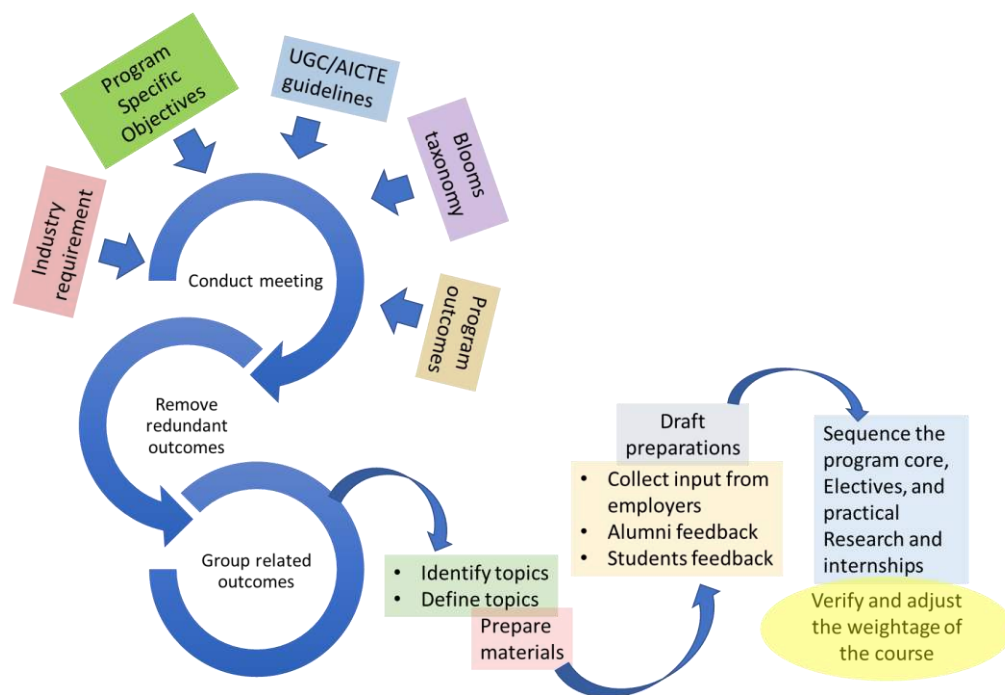 Program
Specific
Objectives
UGC/AICTE
guidelines
Blooms
taxonomy
Industry
requirement
Program
outcomes
Conduct meeting
Remove
redundant
outcomes
Group related
outcomes
• Identify topics
• Define topics
Prepare
materials
Draft
preparations
• Collect input from
employers
• Alumni feedback
• Students feedback
Sequence the
program core,
Electives, and
practical
Research and
internships
Verify and adjust
the weightage of
the course